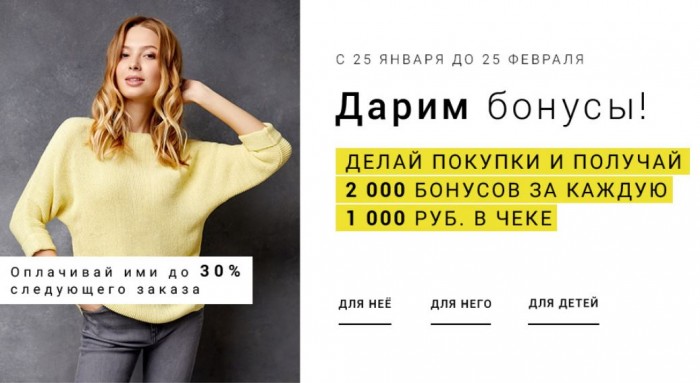 С 25 ЯНВАРЯ ДО 25 ФЕВРАЛЯ
Дарим бонусы!
ДЕЛАЙ ПОКУПКИ И ПОЛУЧАЙ
2 000 БОНУСОВ ЗА КАЖДУЮ
1 000 РУБ. В ЧЕКЕ
Оплачивай ими до 30%
следующего заказа
ДЛЯ НЕЁ
ДЛЯ НЕГО
ДЛЯ ДЕТЕЙ